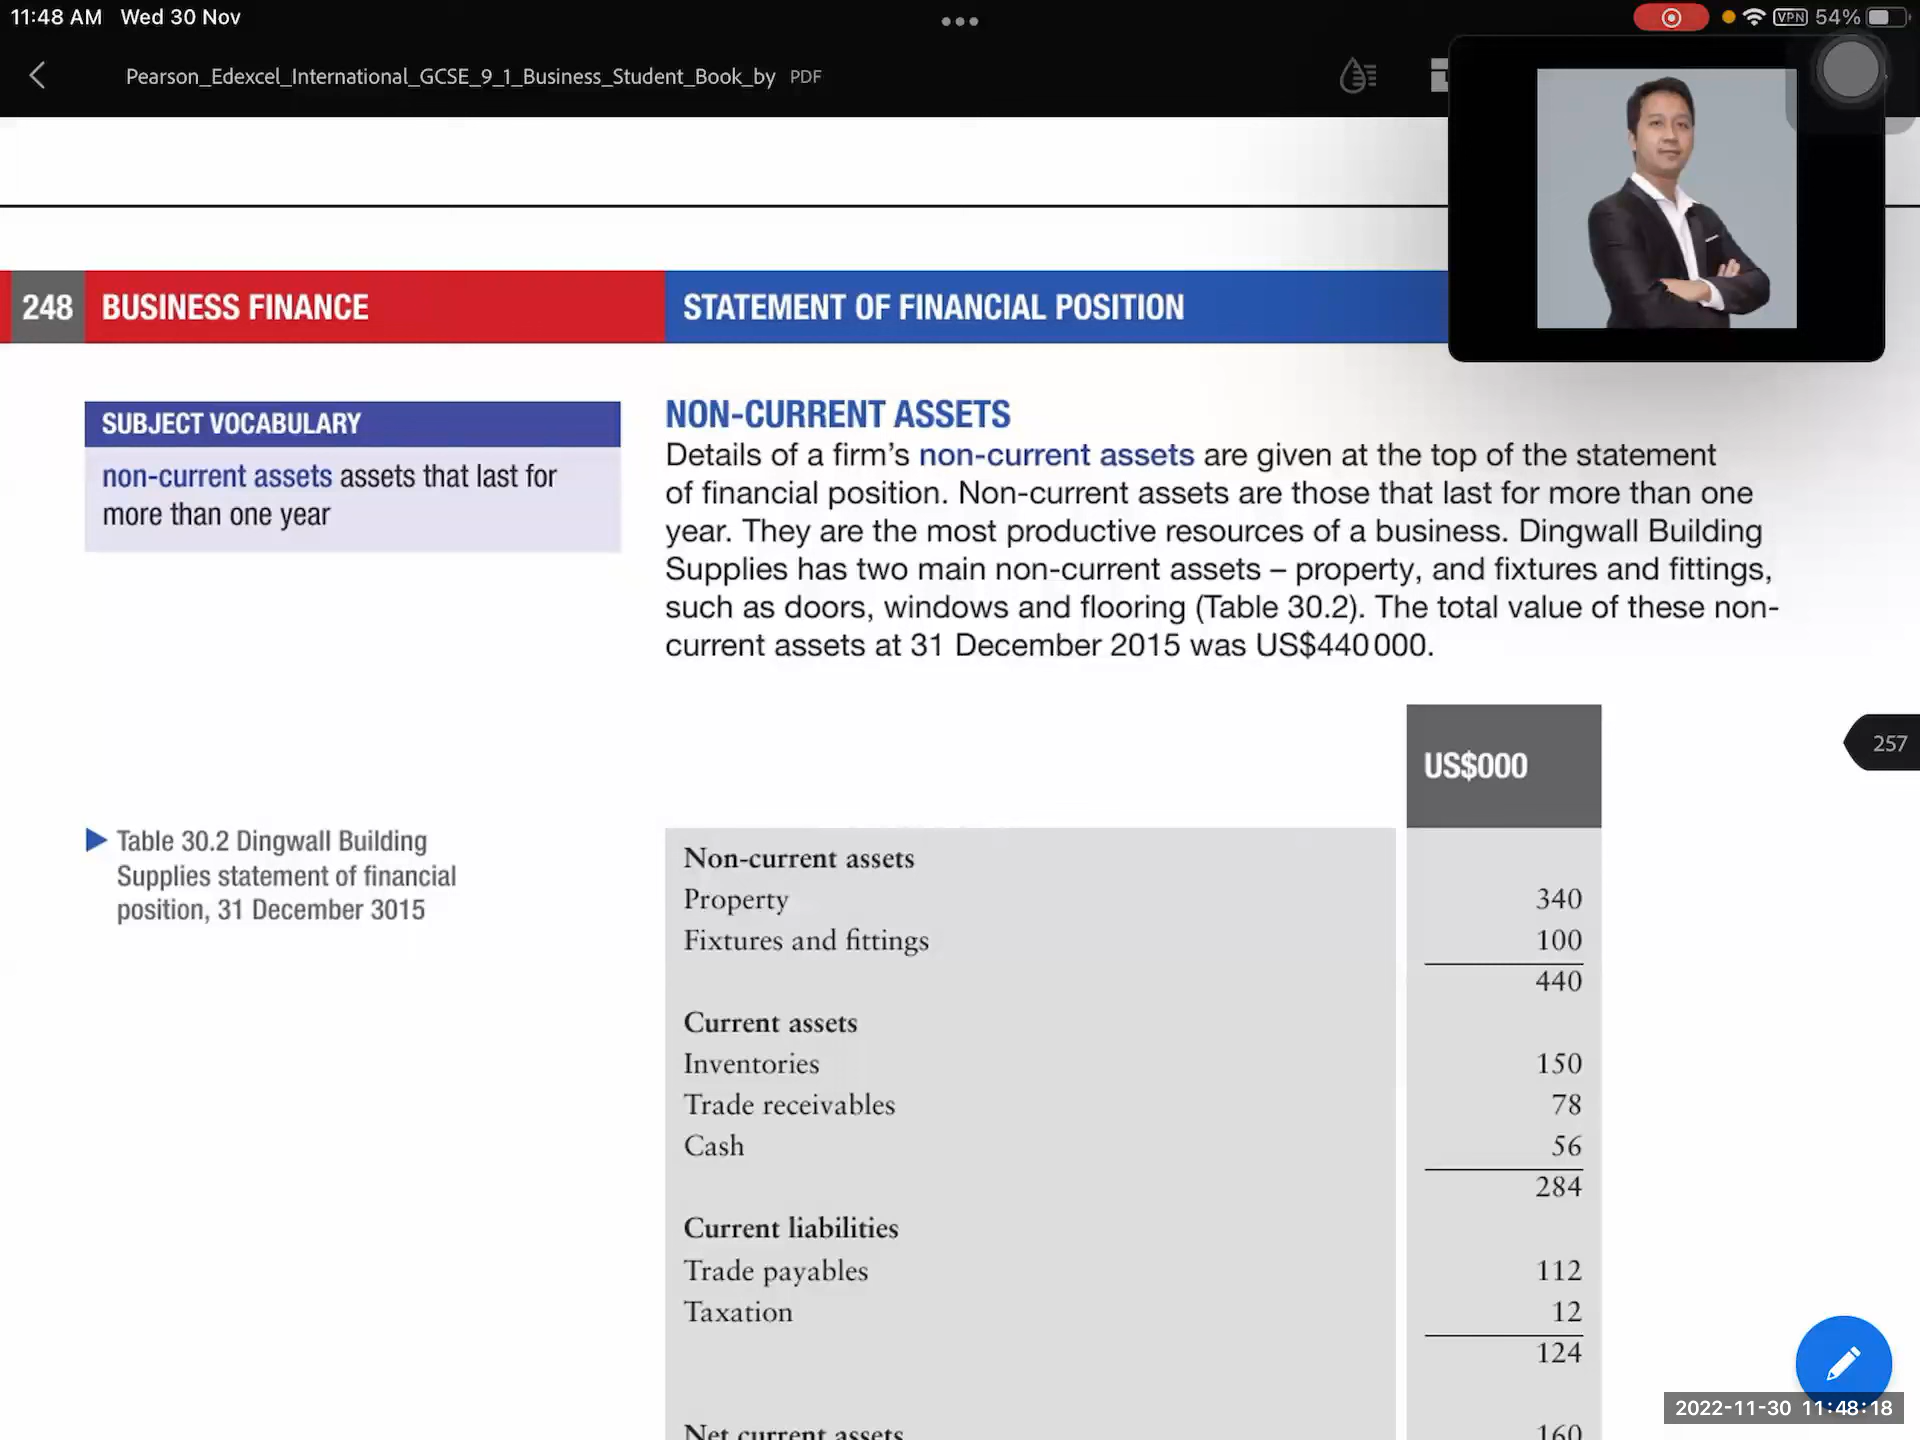 11:48 AM Wed 30 Nov
VPN 54%
Pearson_Edexcel_International_GCSE_9_1_Business_Student_Book_by PDF
248 BUSINESS FINANCE STATEMENT OF FINANCIAL POSITION
SUBJECT VOCABULARY
non-current assets assets that last for
more than one year
NON-CURRENT ASSETS
Details of a firm's non-current assets are given at the top of the statement
of financial position. Non-current assets are those that last for more than one
year. They are the most productive resources of a business. Dingwall Building
Supplies has two main non-current assets – property, and fixtures and fittings,
such as doors, windows and flooring (Table 30.2). The total value of these non-
current assets at 31 December 2015 was US$440 000.
257
Table 30.2 Dingwall Building
Supplies statement of financial
position, 31 December 3015
US$000
Non-current assets
Property 340
Fixtures and fittings 100
440
Current assets
Inventories 150
Trade receivables 78
Cash 56
284
Current liabilities
Trade payables 112
Taxation 12
124
Net current assets 160
2022-11-30 11:48:18